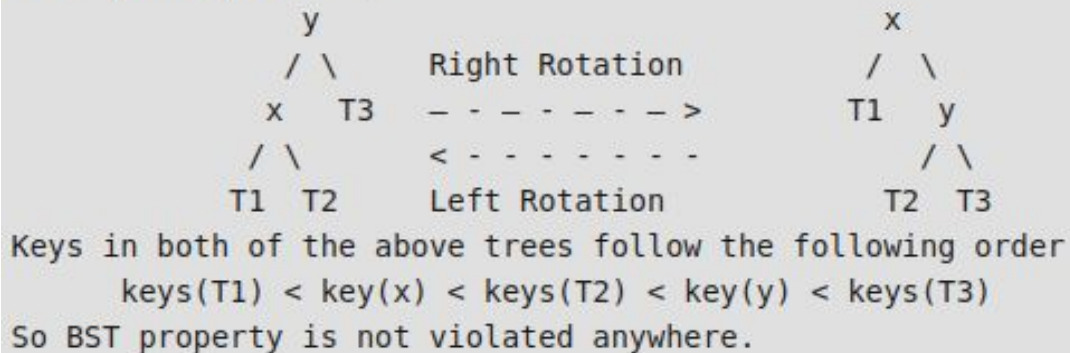 y x
/ \ Right Rotation / \
x T3 – - – - – - – > T1 y
/ \ < - - - - - - - / \
T1 T2 Left Rotation T2 T3
Keys in both of the above trees follow the following order
keys(T1) < key(x) < keys(T2) < key(y) < keys(T3)
So BST property is not violated anywhere.